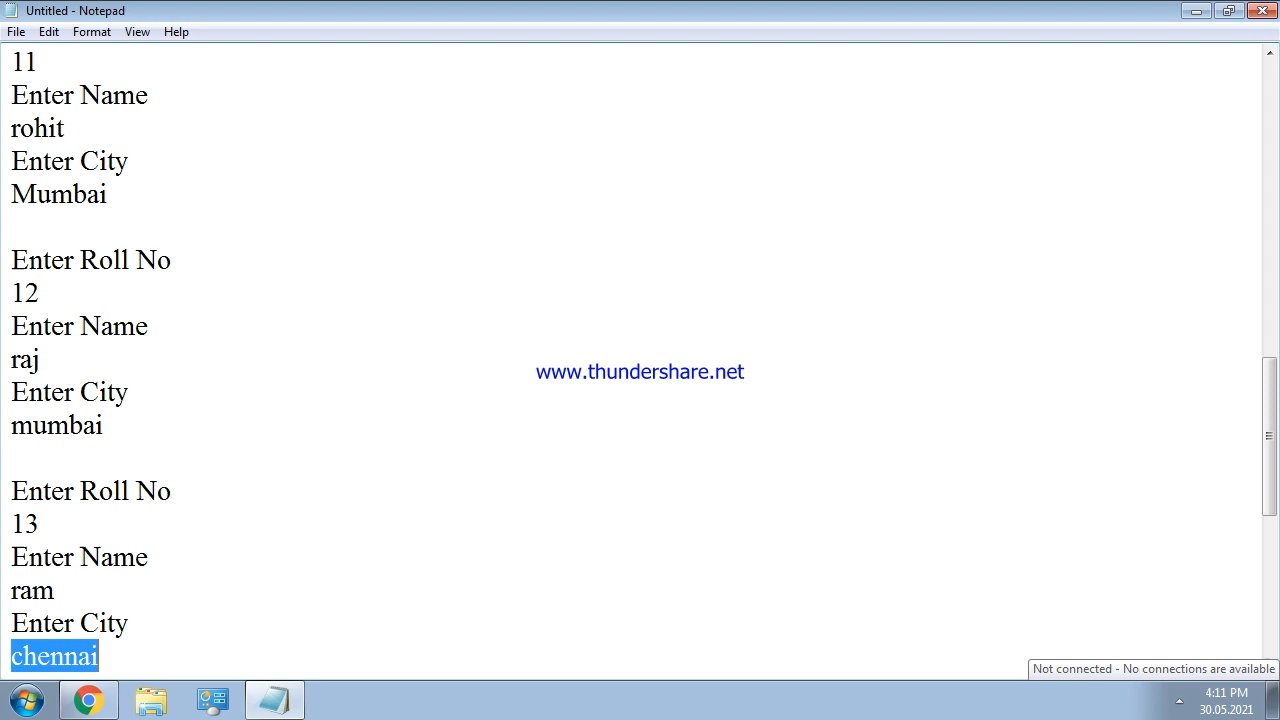 Untitled - Notepad
File Edit Format View Help
11
Enter Name
rohit
Enter City
Mumbai
Enter Roll No
12
Enter Name
raj
www.thundershare.net
Enter City
mumbai
Enter Roll No
13
Enter Name
ram
Enter City
chennai
Not connected - No connections are available
4:11 PM
30.05.2021